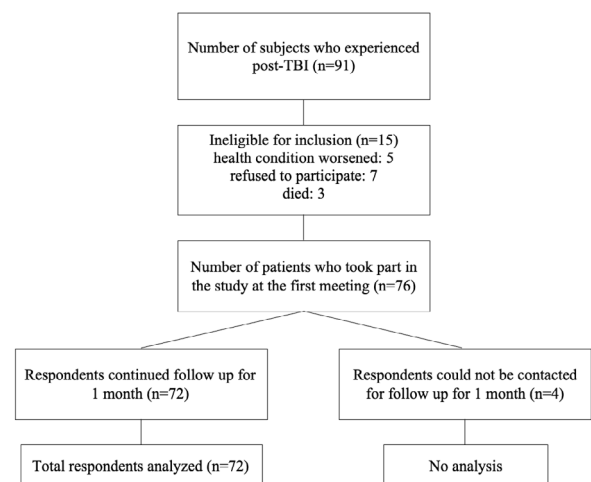 Number of subjects who experienced
post-TBI (n=91)
Ineligible for inclusion (n=15)
health condition worsened: 5
refused to participate: 7
died: 3
Number of patients who took part in
the study at the first meeting (n=76)
Respondents continued follow up for
1 month (n=72)
Respondents could not be contacted
for follow up for 1 month (n=4)
Total respondents analyzed (n=72)
No analysis